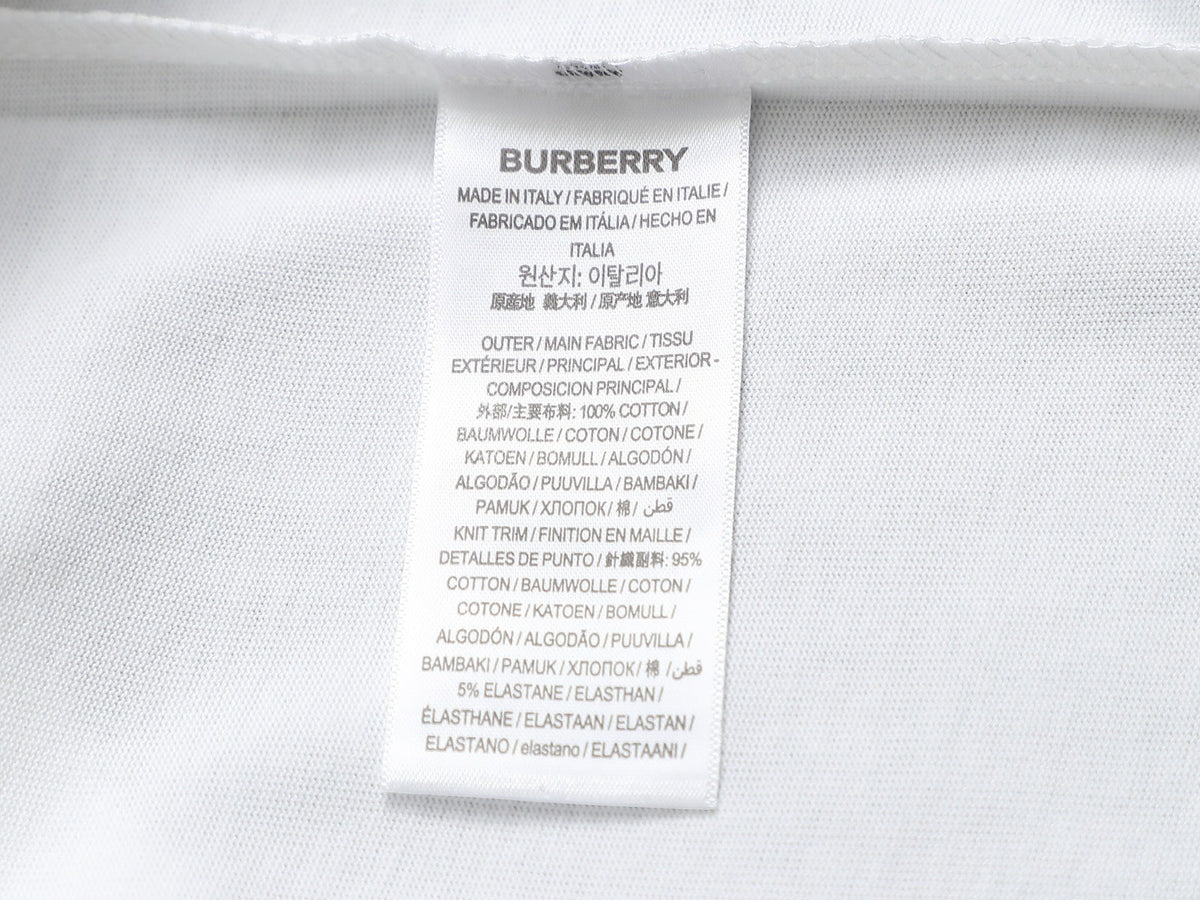 BURBERRY
MADE IN ITALY / FABRIQUÉ EN ITALIE /
FABRICADO EM ITÁLIA / HECHO EN
ITALIA
원산지: 이탈리아
原産地 義大利 / 原产地 意大利
OUTER / MAIN FABRIC / TISSU
EXTÉRIEUR / PRINCIPAL / EXTERIOR -
COMPOSICION PRINCIPAL /
外部/主要布料: 100% COTTON /
BAUMWOLLE / COTON / COTONE /
KATOEN / BOMULL / ALGODÓN /
ALGODÃO / PUUVILLA / BAMBAKI /
PAMUK / ХЛОПОК / 棉 / قطن
KNIT TRIM / FINITION EN MAILLE /
DETALLES DE PUNTO / 針織副料: 95%
COTTON / BAUMWOLLE / COTON /
COTONE / KATOEN / BOMULL /
ALGODÓN / ALGODÃO / PUUVILLA /
BAMBAKI / PAMUK / ХЛОПОК / 棉 / قطن
5% ELASTANE / ELASTHAN /
ÉLASTHANE / ELASTAAN / ELASTAN /
ELASTANO / elastano / ELASTAANI /